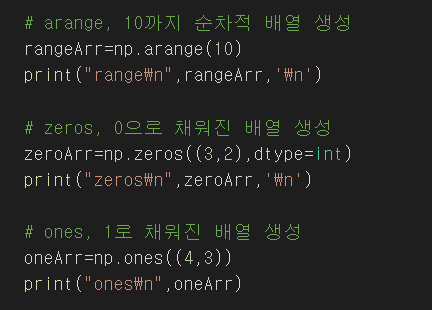 # arange, 10까지 순차적 배열 생성
rangeArr=np.arange(10)
print("range₩n",rangeArr,'₩n')
# zeros, 0으로 채워진 배열 생성
zeroArr=np.zeros((3,2),dtype=int)
print("zeros₩n",zeroArr,'₩n')
# ones, 1로 채워진 배열 생성
oneArr=np.ones((4,3))
print("ones₩n",oneArr)